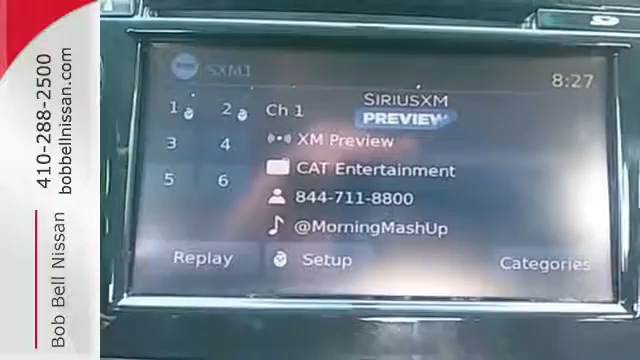 410-288-2500
bobbellnissan.com
Bob Bell Nissan
SXM1
8:27
1 2
3 4
5 6
Ch 1
SIRIUSXM
PREVIEW
XM Preview
CAT Entertainment
844-711-8800
@MorningMashUp
Replay
Setup
Categories